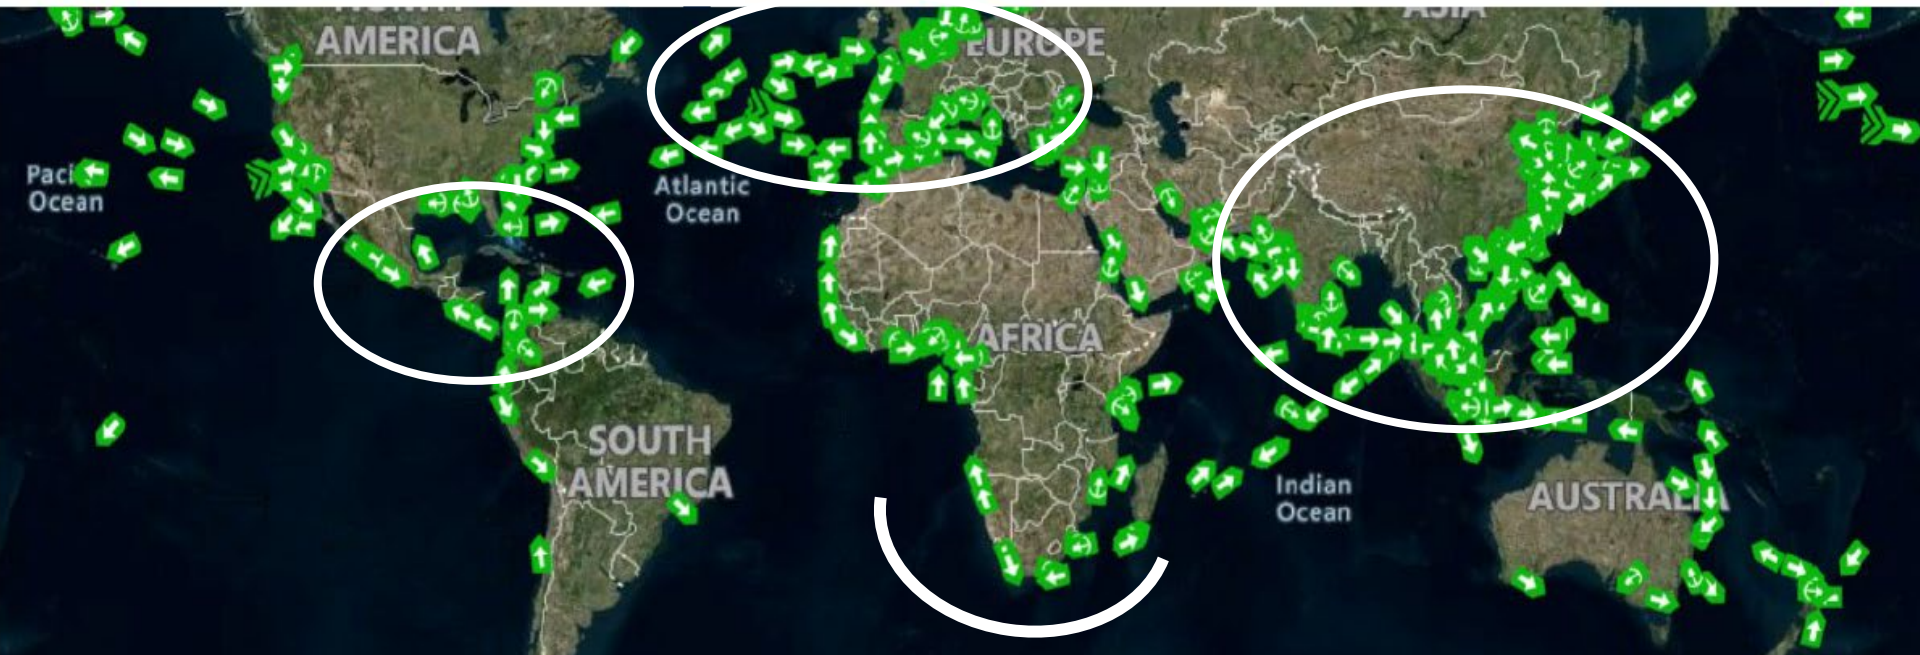 AMERICA
EUROPE
Pacific
Ocean
Atlantic
Ocean
AFRICA
SOUTH
AMERICA
Indian
Ocean
AUSTRALIA